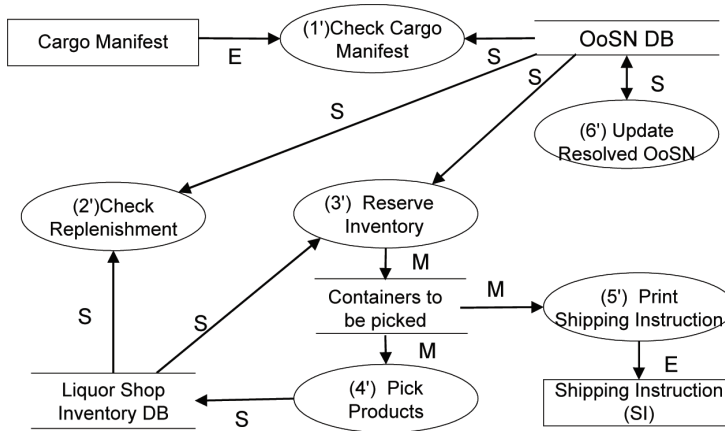 Cargo Manifest
E
(1')Check Cargo
Manifest
S
OoSN DB
S
S
S
(6') Update
Resolved OoSN
(2')Check
Replenishment
(3') Reserve
Inventory
M
S
S
Containers to
be picked
M
(5') Print
Shipping Instruction
M
E
Liquor Shop
Inventory DB
S
(4') Pick
Products
Shipping Instruction
(SI)